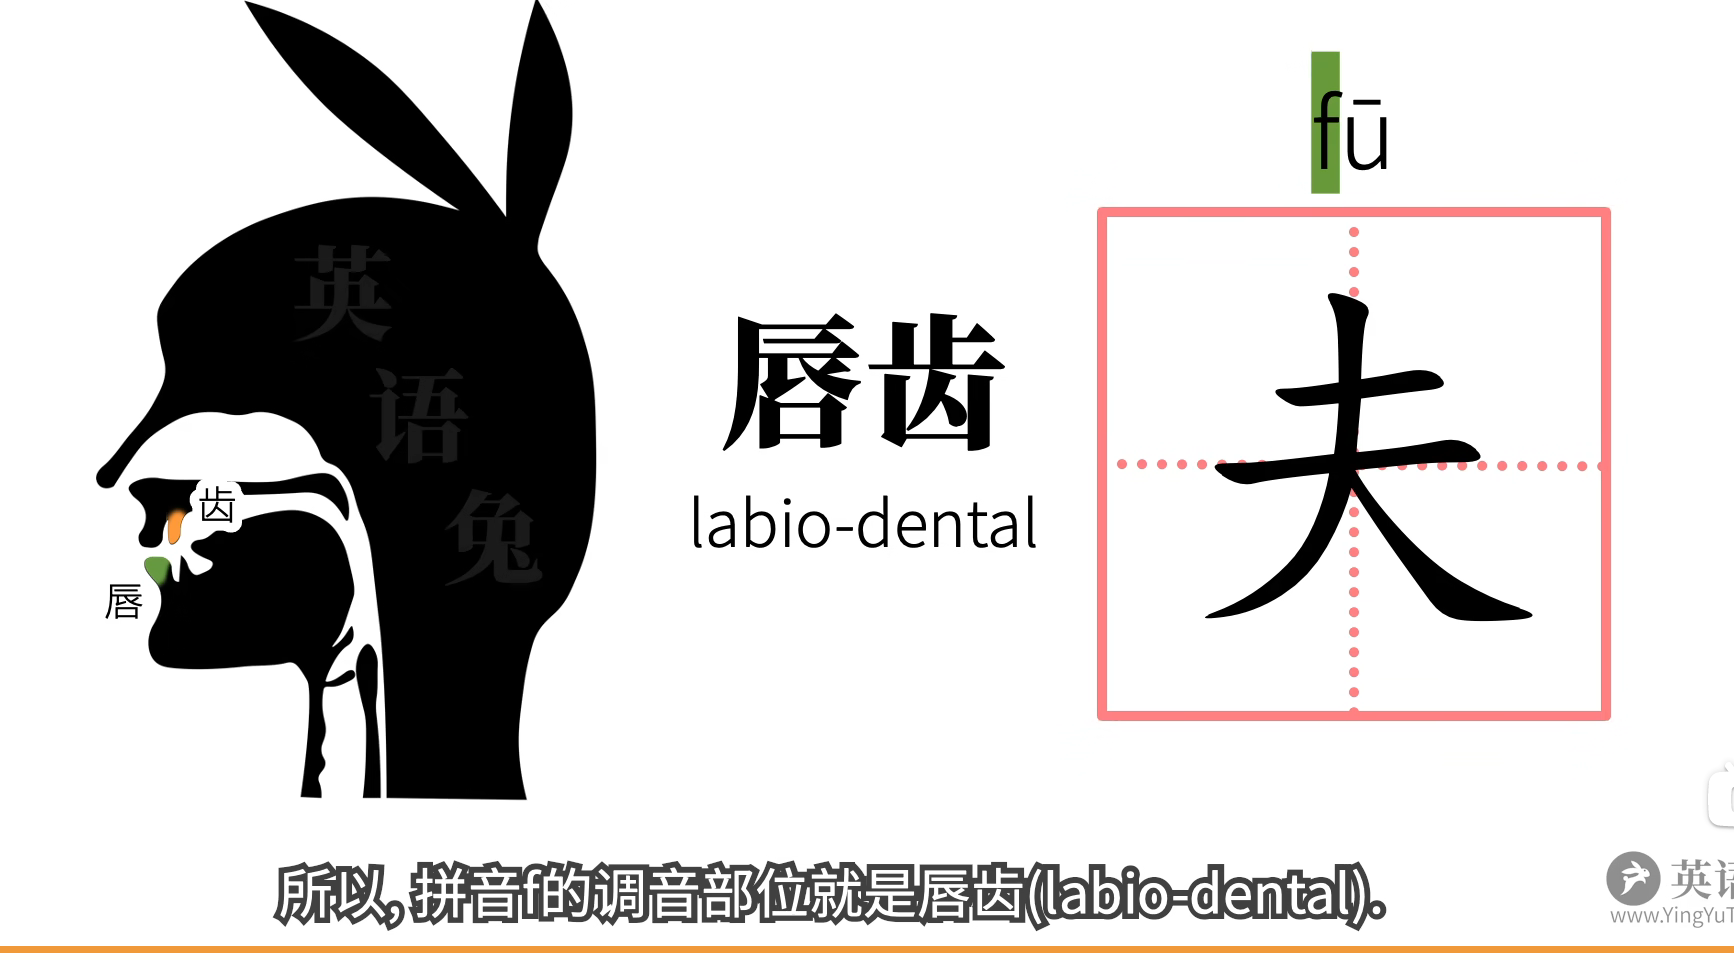 fū
英
语
兔
唇齿
labio-dental
夫
齿
唇
所以, 拼音f的调音部位就是唇齿(labio-dental).
英语
www.YingYuT